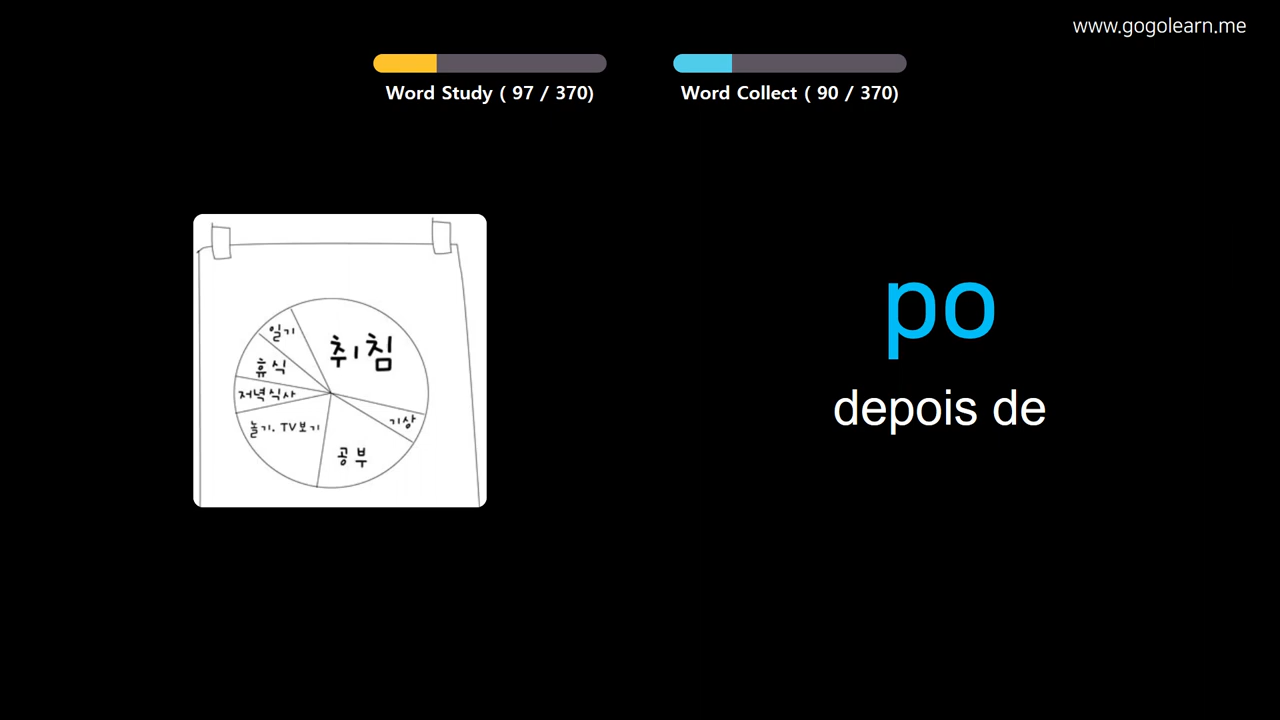 www.gogolearn.me
Word Study ( 97 / 370)
Word Collect ( 90 / 370)
일기
취침
휴식
저녁식사
기상
놀기. TV보기
공부
po
depois de